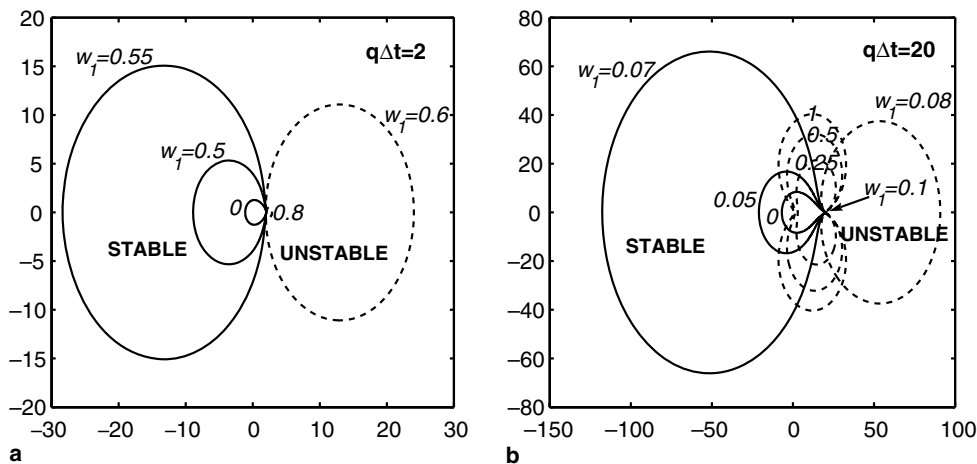 20
15
10
5
0
−5
−10
−15
−20
−30
−20
−10
0
10
20
30
qΔt=2
w1=0.55
w1=0.6
w1=0.5
0
0.8
STABLE
UNSTABLE
a
80
60
40
20
0
−20
−40
−60
−80
−150
−100
−50
0
50
100
qΔt=20
w1=0.07
w1=0.08
1
0.5
0.25
0.05
0
w1=0.1
STABLE
UNSTABLE
b